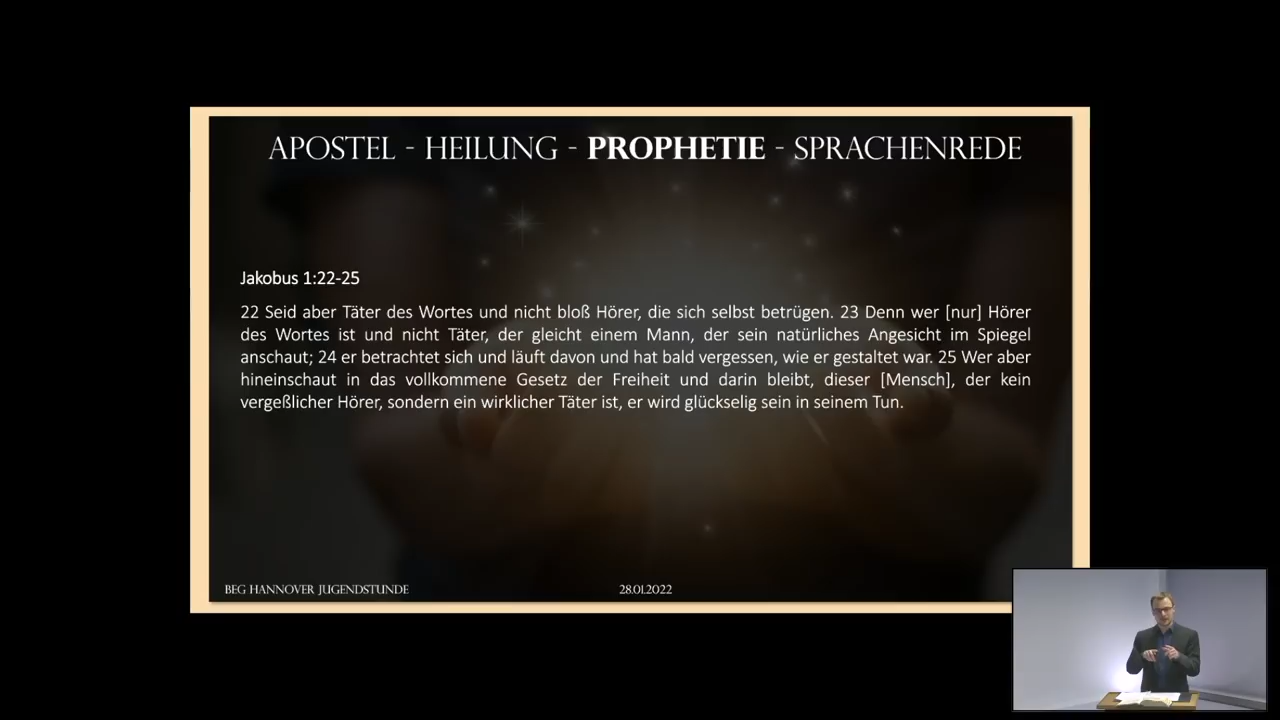 APOSTEL - HEILUNG - PROPHETIE - SPRACHENREDE
Jakobus 1:22-25
22 Seid aber Täter des Wortes und nicht bloß Hörer, die sich selbst betrügen. 23 Denn wer [nur] Hörer
des Wortes ist und nicht Täter, der gleicht einem Mann, der sein natürliches Angesicht im Spiegel
anschaut; 24 er betrachtet sich und läuft davon und hat bald vergessen, wie er gestaltet war. 25 Wer aber
hineinschaut in das vollkommene Gesetz der Freiheit und darin bleibt, dieser [Mensch], der kein
vergeßlicher Hörer, sondern ein wirklicher Täter ist, er wird glückselig sein in seinem Tun.
BEG HANNOVER JUGENDSTUNDE
28.01.2022